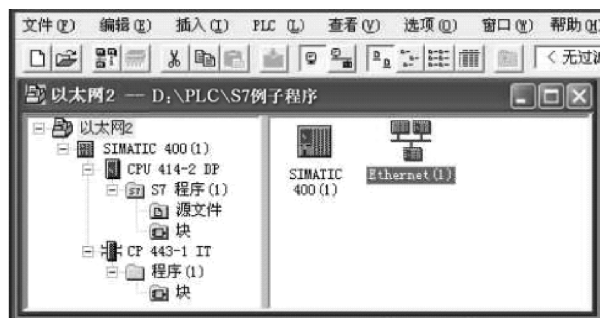 文件(F) 编辑(E) 插入(I) PLC (L) 查看(V) 选项(O) 窗口(W) 帮助(H)
< 无过滤
以太网2 — D:\PLC\S7例子程序
以太网2
SIMATIC 400(1)
CPU 414-2 DP
S7 程序(1)
源文件
块
CP 443-1 IT
程序(1)
块
SIMATIC
400(1)
Ethernet(1)